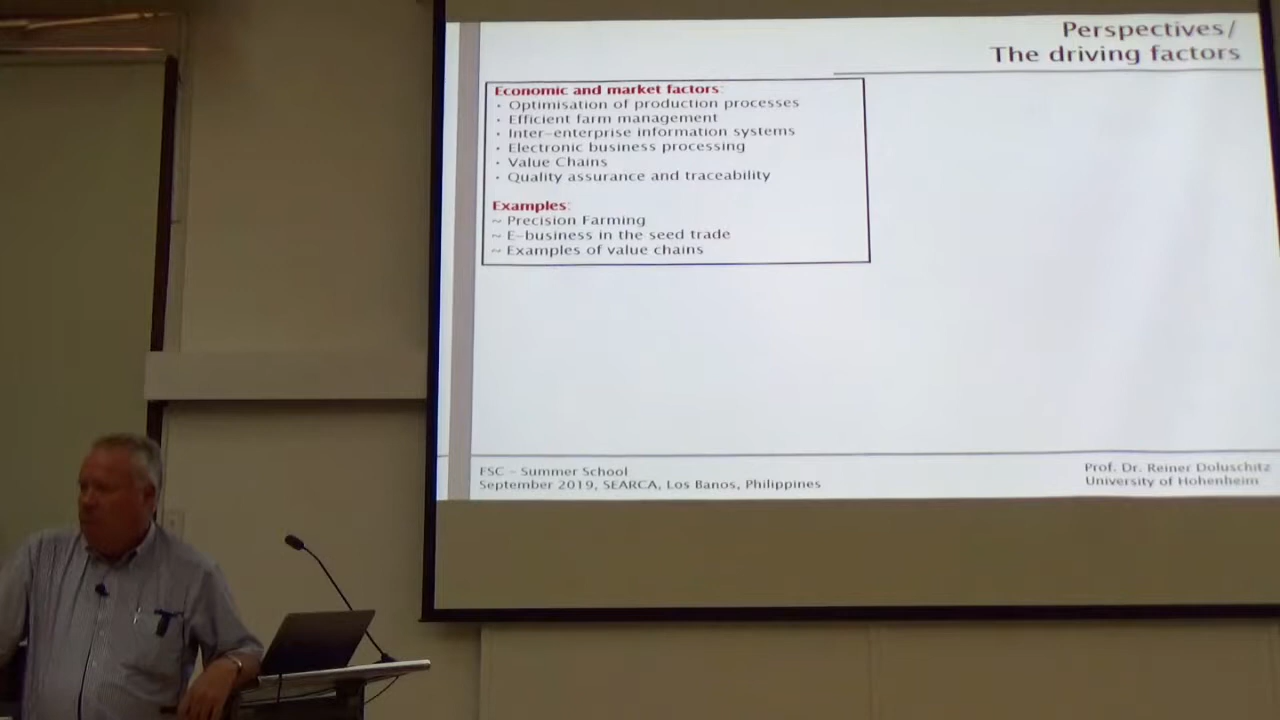 Perspectives/
The driving factors
Economic and market factors:
· Optimisation of production processes
· Efficient farm management
· Inter-enterprise information systems
· Electronic business processing
· Value Chains
· Quality assurance and traceability
Examples:
~ Precision Farming
~ E-business in the seed trade
~ Examples of value chains
FSC - Summer School
September 2019, SEARCA, Los Banos, Philippines
Prof. Dr. Reiner Doluschitz
University of Hohenheim